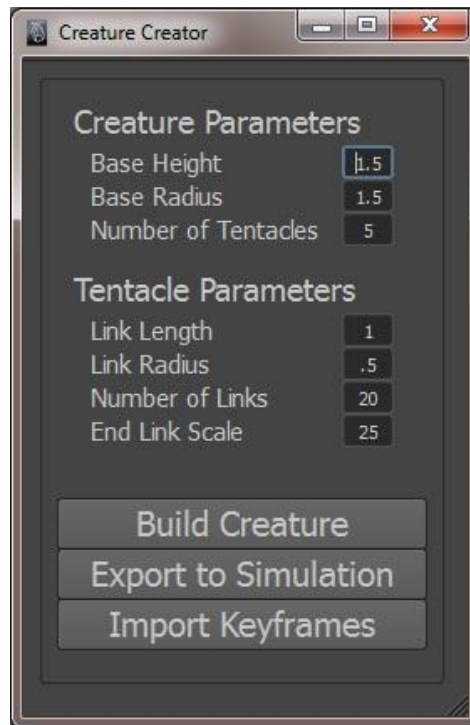 Creature Creator
Creature Parameters
Base Height 1.5
Base Radius 1.5
Number of Tentacles 5
Tentacle Parameters
Link Length 1
Link Radius .5
Number of Links 20
End Link Scale 25
Build Creature
Export to Simulation
Import Keyframes